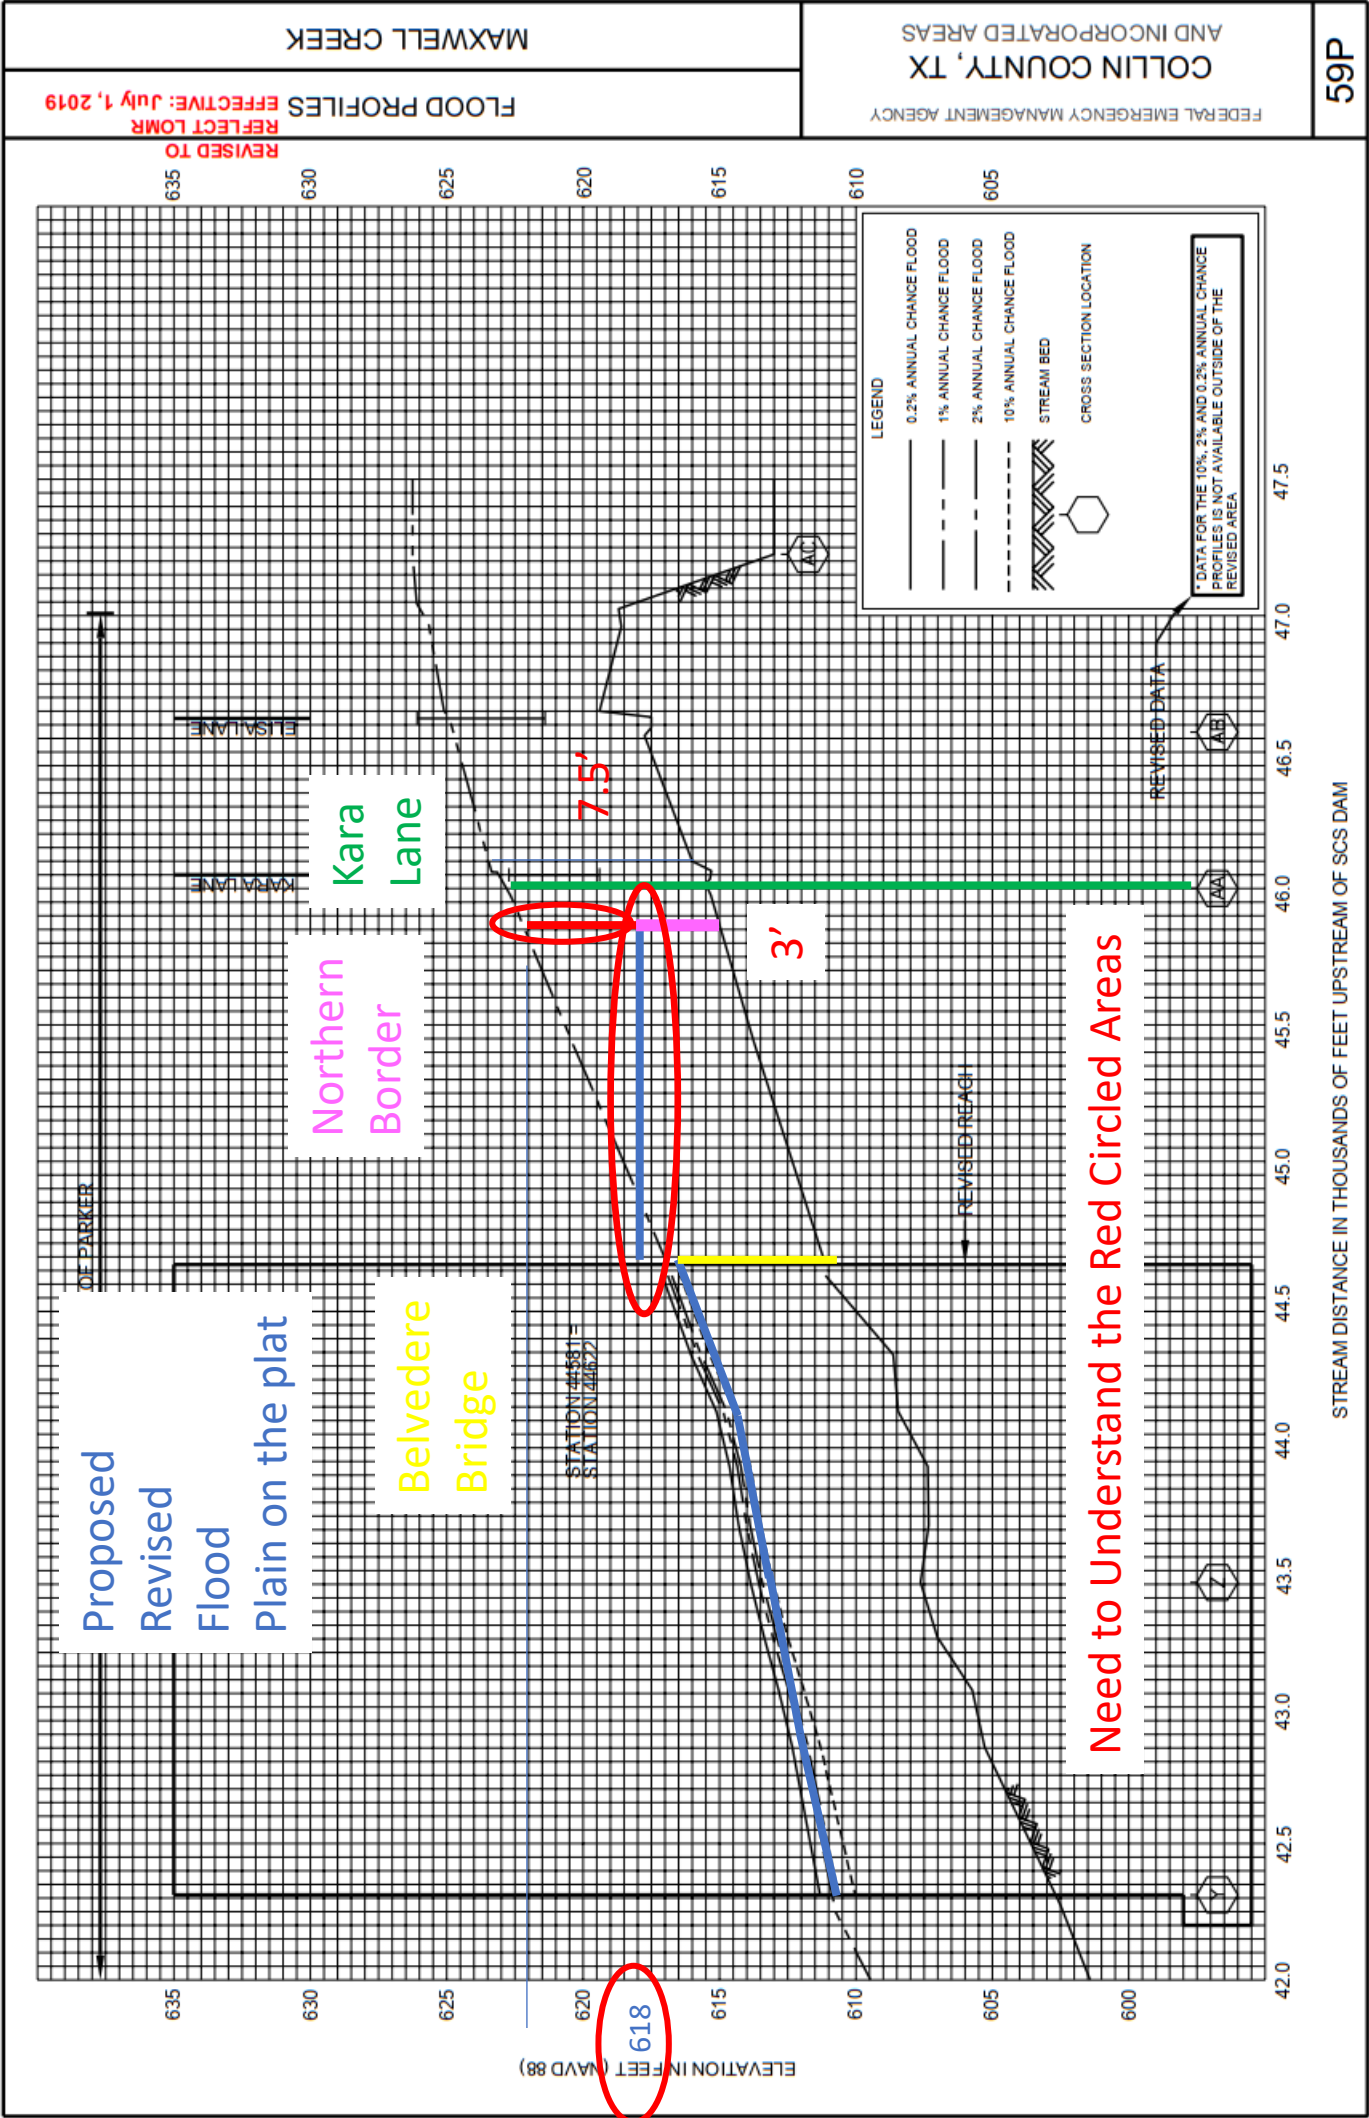 MAXWELL CREEK
FLOOD PROFILES
REVISED TO
REFLECT LOMR
EFFECTIVE: July 1, 2019
FEDERAL EMERGENCY MANAGEMENT AGENCY
COLLIN COUNTY, TX
AND INCORPORATED AREAS
59P
ELEVATION IN FEET (NAVD 88)
635
630
625
620
618
615
610
605
600
635
630
625
620
615
610
605
OF PARKER
Proposed
Revised
Flood
Plain on the plat
Belvedere
Bridge
STATION 44581 =
STATION 44622
Northern
Border
Kara
Lane
KARA LANE
ELISA LANE
7.5’
3’
REVISED REACH
REVISED DATA
Need to Understand the Red Circled Areas
LEGEND
0.2% ANNUAL CHANCE FLOOD
1% ANNUAL CHANCE FLOOD
2% ANNUAL CHANCE FLOOD
10% ANNUAL CHANCE FLOOD
STREAM BED
CROSS SECTION LOCATION
* DATA FOR THE 10%, 2% AND 0.2% ANNUAL CHANCE
PROFILES IS NOT AVAILABLE OUTSIDE OF THE
REVISED AREA
Y
Z
AA
AB
AC
42.0
42.5
43.0
43.5
44.0
44.5
45.0
45.5
46.0
46.5
47.0
47.5
STREAM DISTANCE IN THOUSANDS OF FEET UPSTREAM OF SCS DAM